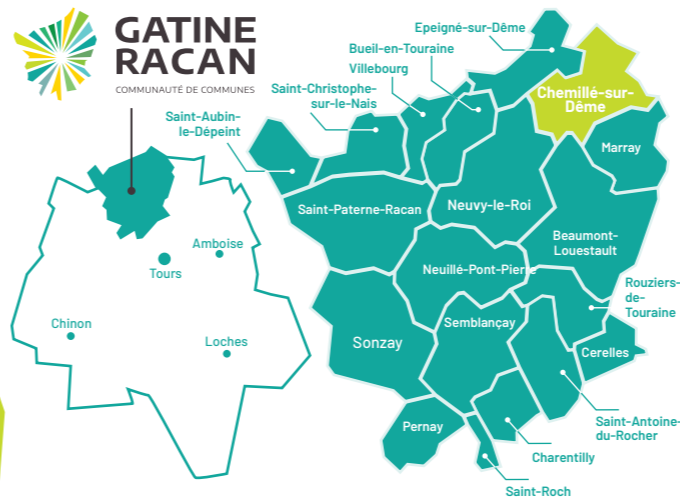 GATINE
RACAN
COMMUNAUTÉ DE COMMUNES
Epeigné-sur-Dême
Bueil-en-Touraine
Villebourg
Saint-Christophe-
sur-le-Nais
Saint-Aubin-
le-Dépeint
Chemillé-sur-
Dême
Marray
Saint-Paterne-Racan
Neuvy-le-Roi
Beaumont-
Louestault
Neuillé-Pont-Pierre
Rouziers-
de-
Touraine
Semblançay
Sonzay
Cerelles
Pernay
Saint-Antoine-
du-Rocher
Charentilly
Saint-Roch
Amboise
Tours
Chinon
Loches